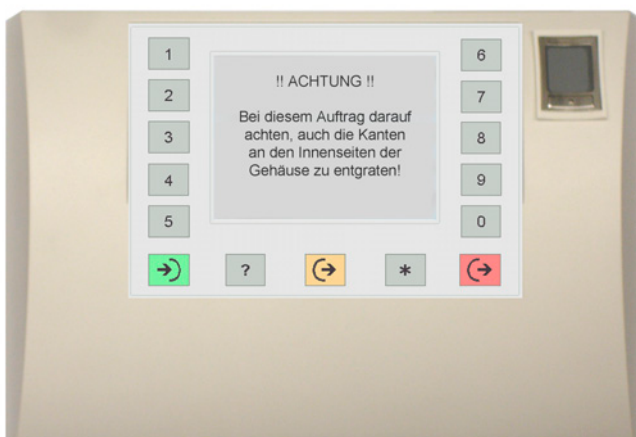 !! ACHTUNG !!
Bei diesem Auftrag darauf
achten, auch die Kanten
an den Innenseiten der
Gehäuse zu entgraten!
1
2
3
4
5
6
7
8
9
0
?
*